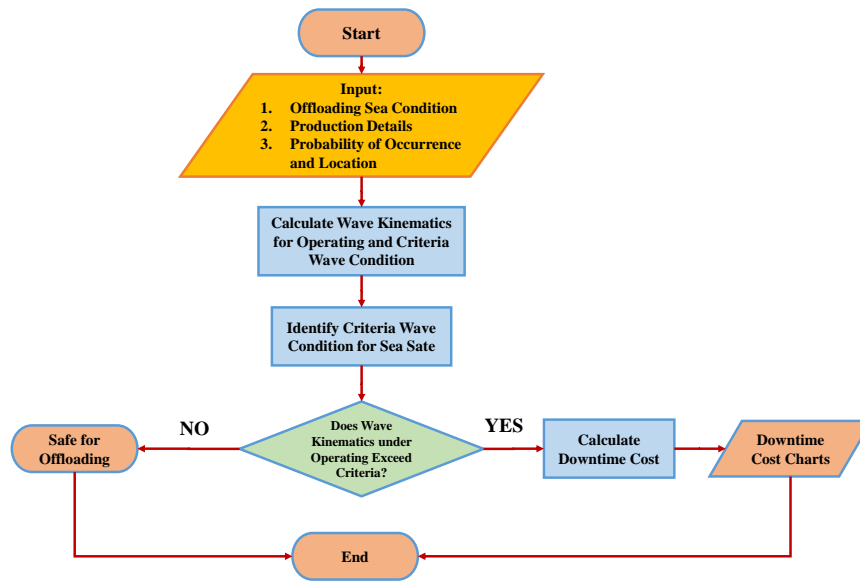 Start
Input:
1. Offloading Sea Condition
2. Production Details
3. Probability of Occurrence
and Location
Calculate Wave Kinematics
for Operating and Criteria
Wave Condition
Identify Criteria Wave
Condition for Sea Sate
Does Wave
Kinematics under
Operating Exceed
Criteria?
NO
YES
Safe for
Offloading
Calculate
Downtime Cost
Downtime
Cost Charts
End